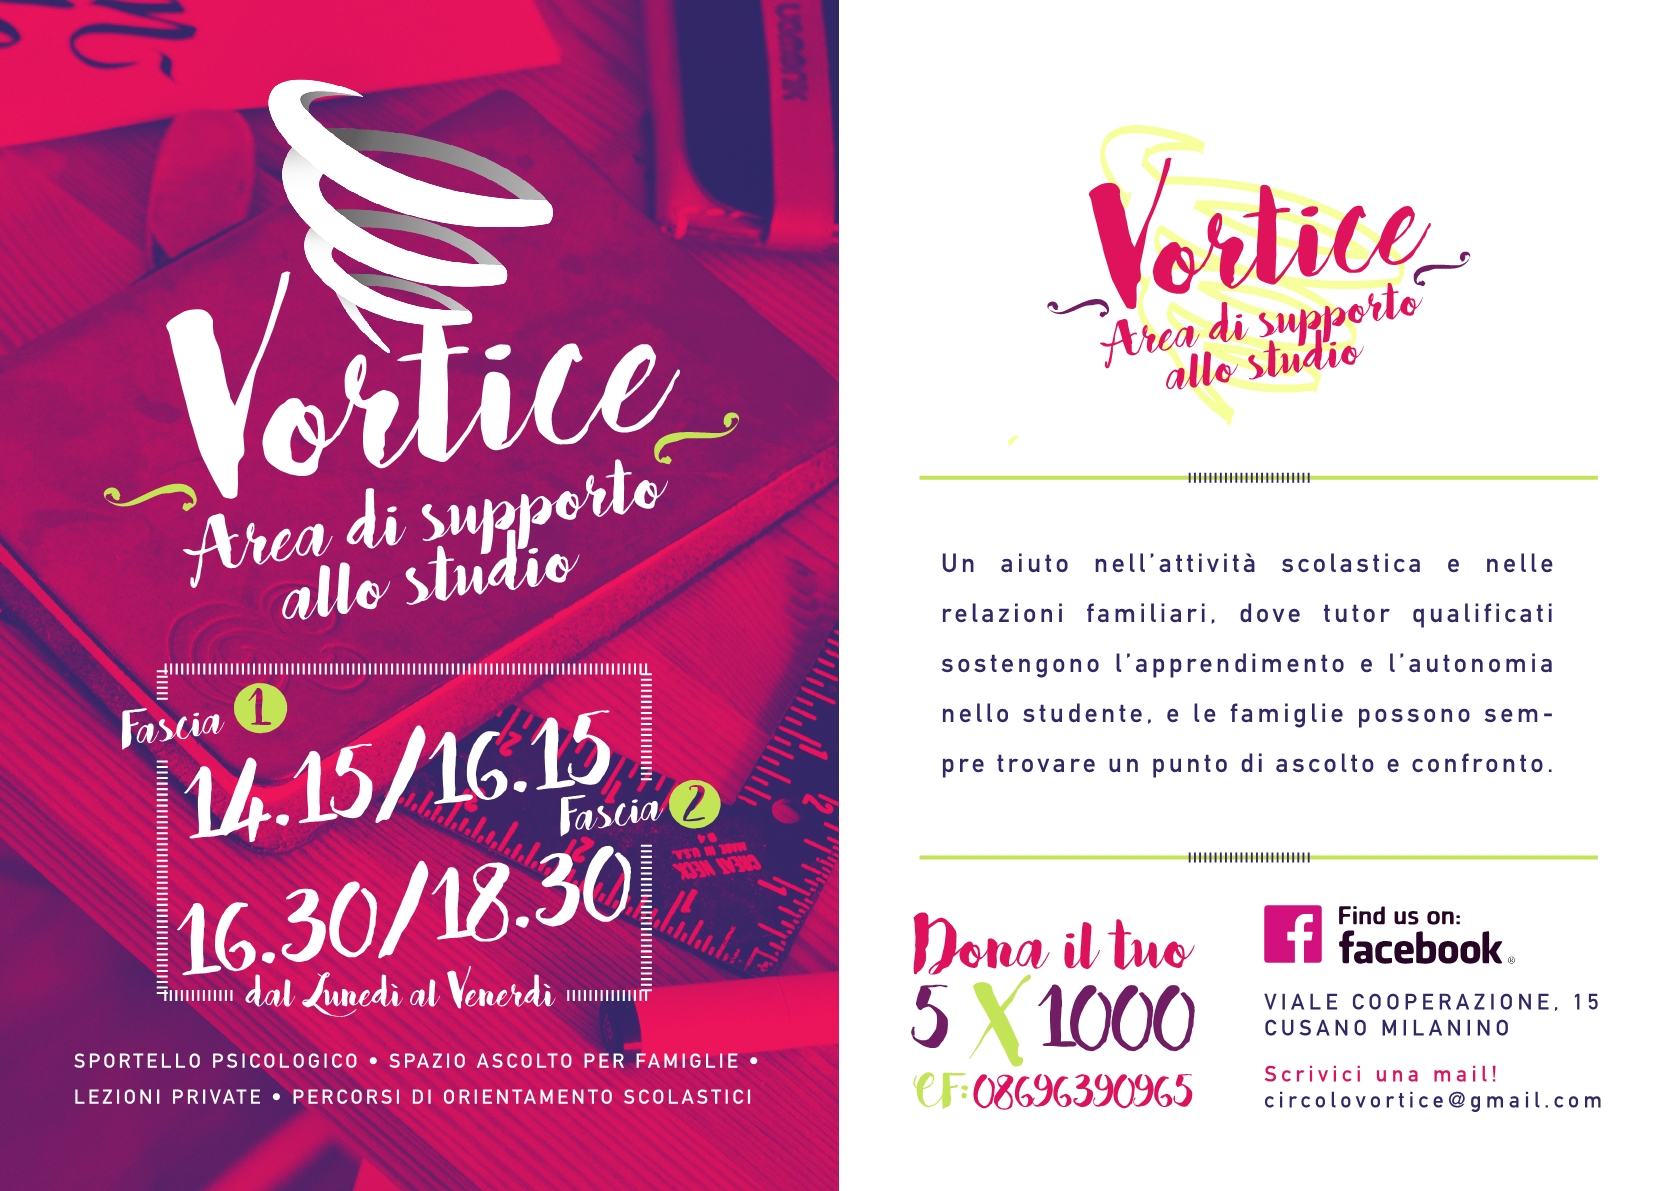 Vortice
Area di supporto
allo studio
Fascia 1
14.15/16.15
Fascia 2
16.30/18.30
dal Lunedì al Venerdì
SPORTELLO PSICOLOGICO • SPAZIO ASCOLTO PER FAMIGLIE •
LEZIONI PRIVATE • PERCORSI DI ORIENTAMENTO SCOLASTICI
Vortice
Area di supporto
allo studio
Un aiuto nell'attività scolastica e nelle
relazioni familiari, dove tutor qualificati
sostengono l'apprendimento e l'autonomia
nello studente, e le famiglie possono sem-
pre trovare un punto di ascolto e confronto.
Dona il tuo
5 X 1000
CF: 08696390965
Find us on:
facebook®
VIALE COOPERAZIONE, 15
CUSANO MILANINO
Scrivici una mail!
circolovortice@gmail.com